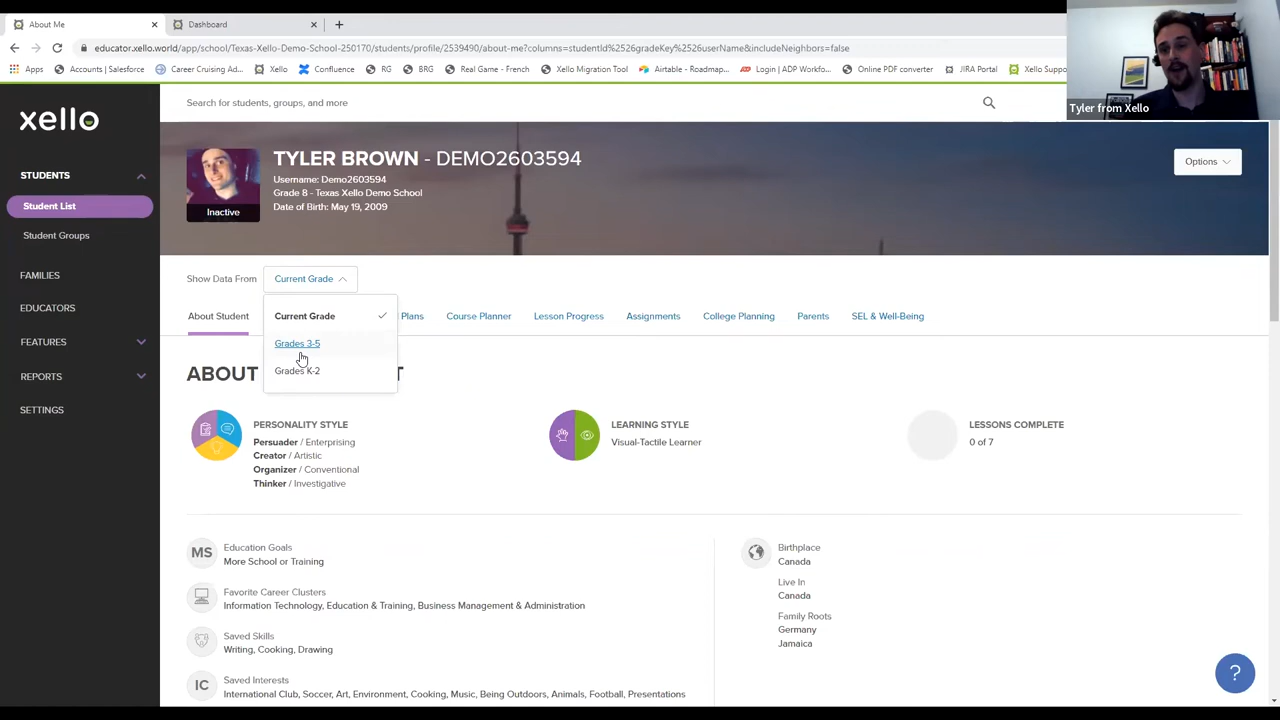 About Me
Dashboard
educator.xello.world/app/school/Texas-Xello-Demo-School-250170/students/profile/2539490/about-me?columns=studentId%2526gradeKey%2526userName&includeNeighbors=false
Apps
Accounts | Salesforce
Career Cruising Ad...
Xello
Confluence
RG
BRG
Real Game - French
Xello Migration Tool
Airtable - Roadmap...
Login | ADP Workfo...
Online PDF converter
JIRA Portal
Xello Suppo
Tyler from Xello
xello
Search for students, groups, and more
STUDENTS
Student List
Student Groups
FAMILIES
EDUCATORS
FEATURES
REPORTS
SETTINGS
TYLER BROWN - DEMO2603594
Username: Demo2603594
Grade 8 - Texas Xello Demo School
Date of Birth: May 19, 2009
Inactive
Options
Show Data From
Current Grade
Current Grade
Grades 3-5
Grades K-2
About Student
Plans
Course Planner
Lesson Progress
Assignments
College Planning
Parents
SEL & Well-Being
ABOUT
T
PERSONALITY STYLE
Persuader / Enterprising
Creator / Artistic
Organizer / Conventional
Thinker / Investigative
LEARNING STYLE
Visual-Tactile Learner
LESSONS COMPLETE
0 of 7
MS
Education Goals
More School or Training
Favorite Career Clusters
Information Technology, Education & Training, Business Management & Administration
Saved Skills
Writing, Cooking, Drawing
IC
Saved Interests
International Club, Soccer, Art, Environment, Cooking, Music, Being Outdoors, Animals, Football, Presentations
Birthplace
Canada
Live In
Canada
Family Roots
Germany
Jamaica
?